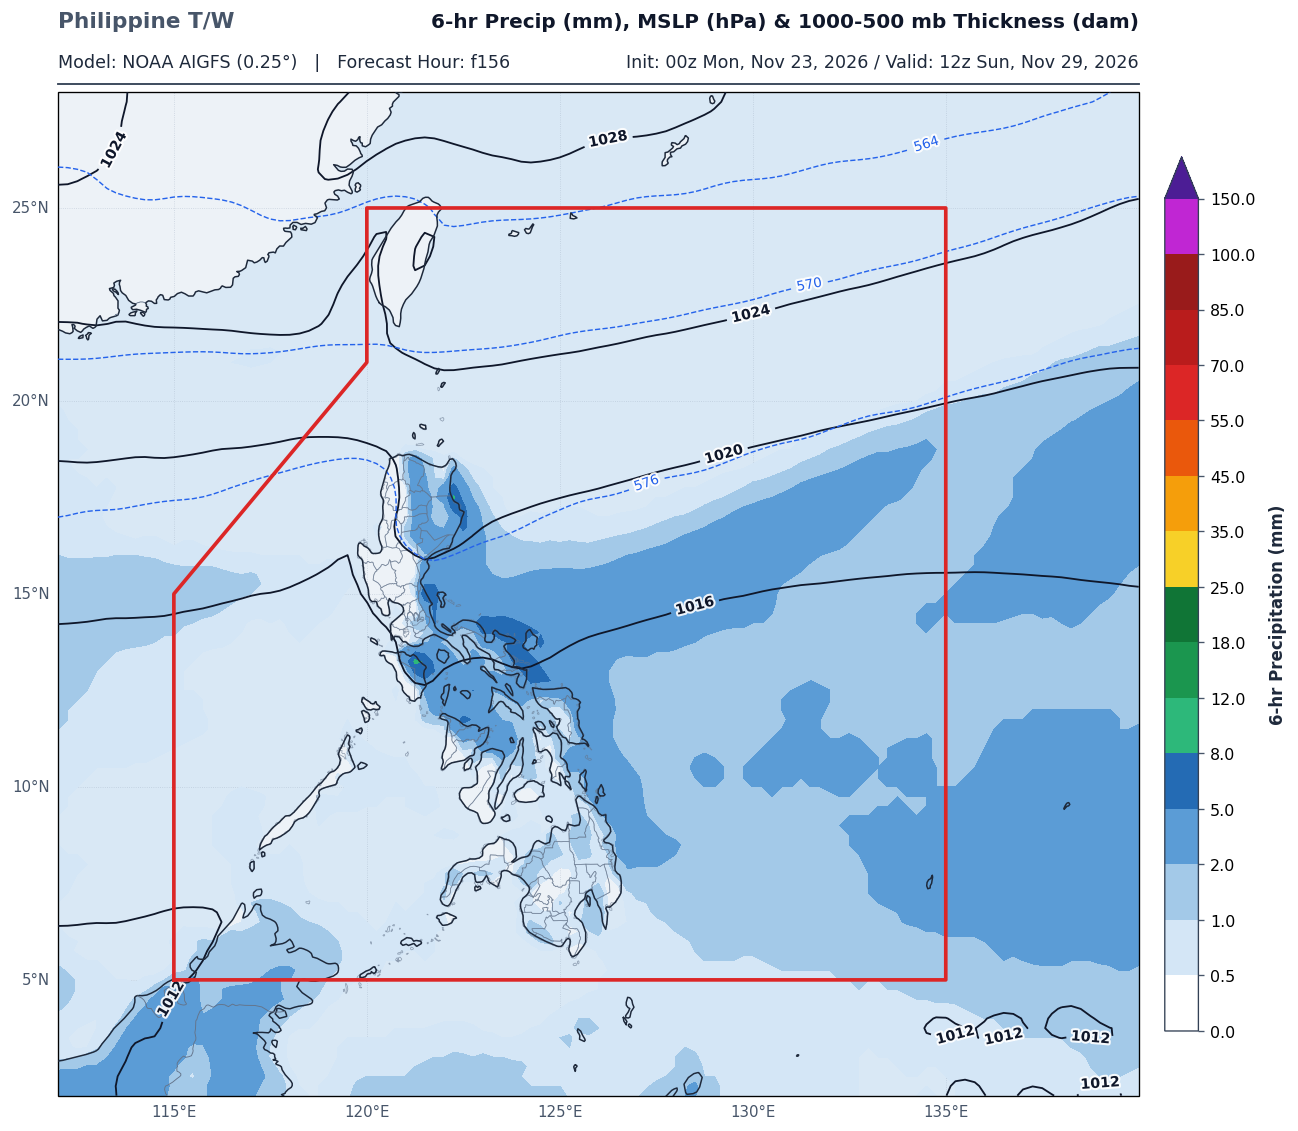 Philippine T/W
6-hr Precip (mm), MSLP (hPa) & 1000-500 mb Thickness (dam)
Model: NOAA AIGFS (0.25°) | Forecast Hour: f156
Init: 00z Mon, Nov 23, 2026 / Valid: 12z Sun, Nov 29, 2026
1024
1028
564
570
1024
1020
576
1016
1012
1012
1012
1012
1012
25°N
20°N
15°N
10°N
5°N
115°E
120°E
125°E
130°E
135°E
150.0
100.0
85.0
70.0
55.0
45.0
35.0
25.0
18.0
12.0
8.0
5.0
2.0
1.0
0.5
0.0
6-hr Precipitation (mm)